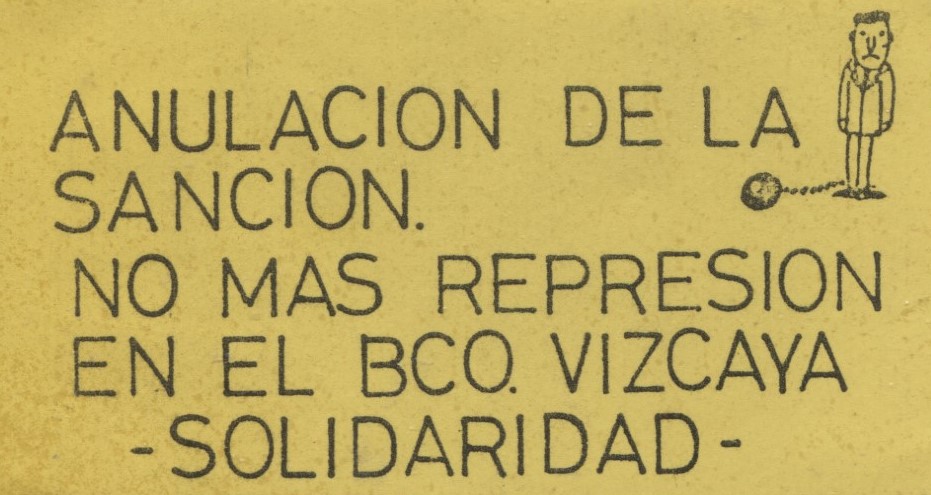 ANULACION DE LA
SANCION.
NO MAS REPRESION
EN EL BCO. VIZCAYA
-SOLIDARIDAD-